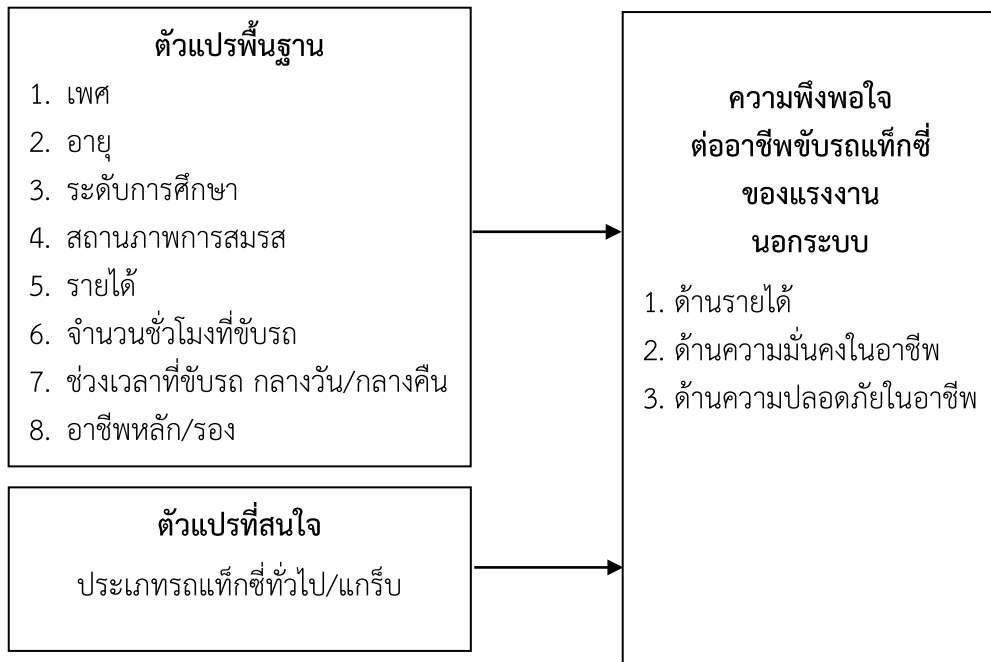 ตัวแปรพื้นฐาน
1. เพศ
2. อายุ
3. ระดับการศึกษา
4. สถานภาพการสมรส
5. รายได้
6. จำนวนชั่วโมงที่ขับรถ
7. ช่วงเวลาที่ขับรถ กลางวัน/กลางคืน
8. อาชีพหลัก/รอง
ตัวแปรที่สนใจ
ประเภทรถแท็กซี่ทั่วไป/แกร็บ
ความพึงพอใจ
ต่ออาชีพขับรถแท็กซี่
ของแรงงาน
นอกระบบ
1. ด้านรายได้
2. ด้านความมั่นคงในอาชีพ
3. ด้านความปลอดภัยในอาชีพ